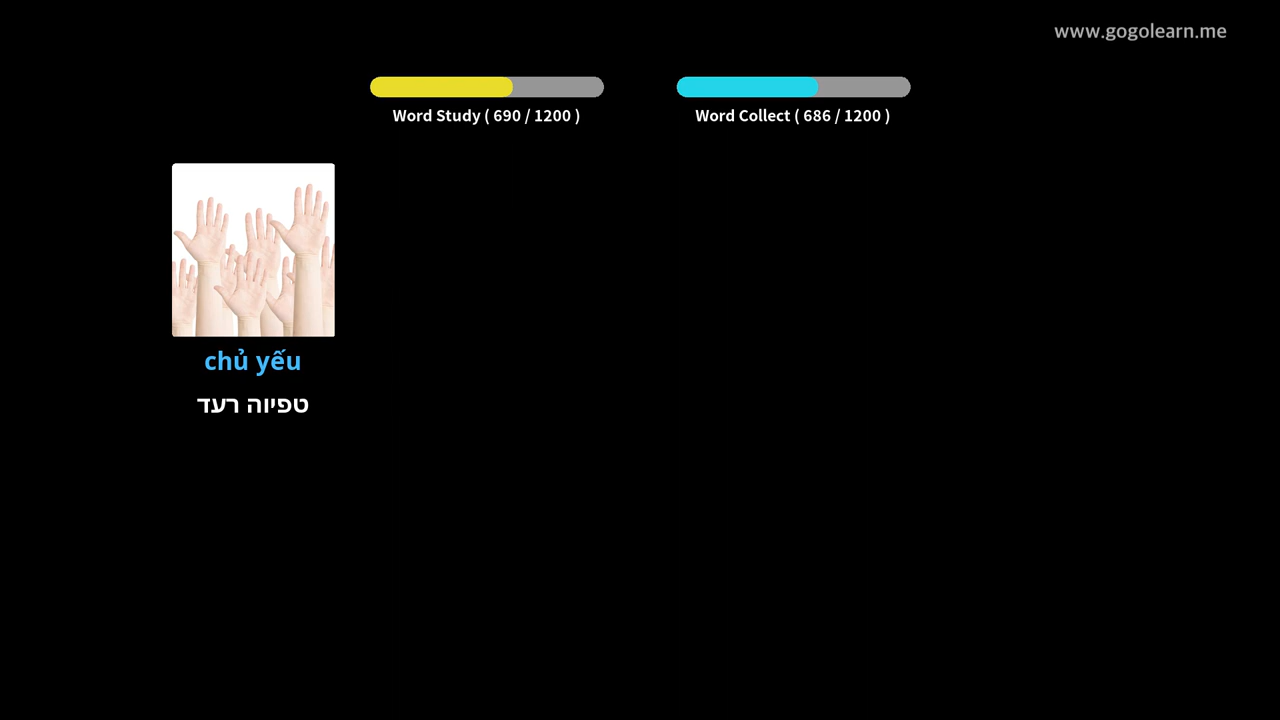 www.gogolearn.me
Word Study ( 690 / 1200 )
Word Collect ( 686 / 1200 )
chủ yếu
טפיוה רעד